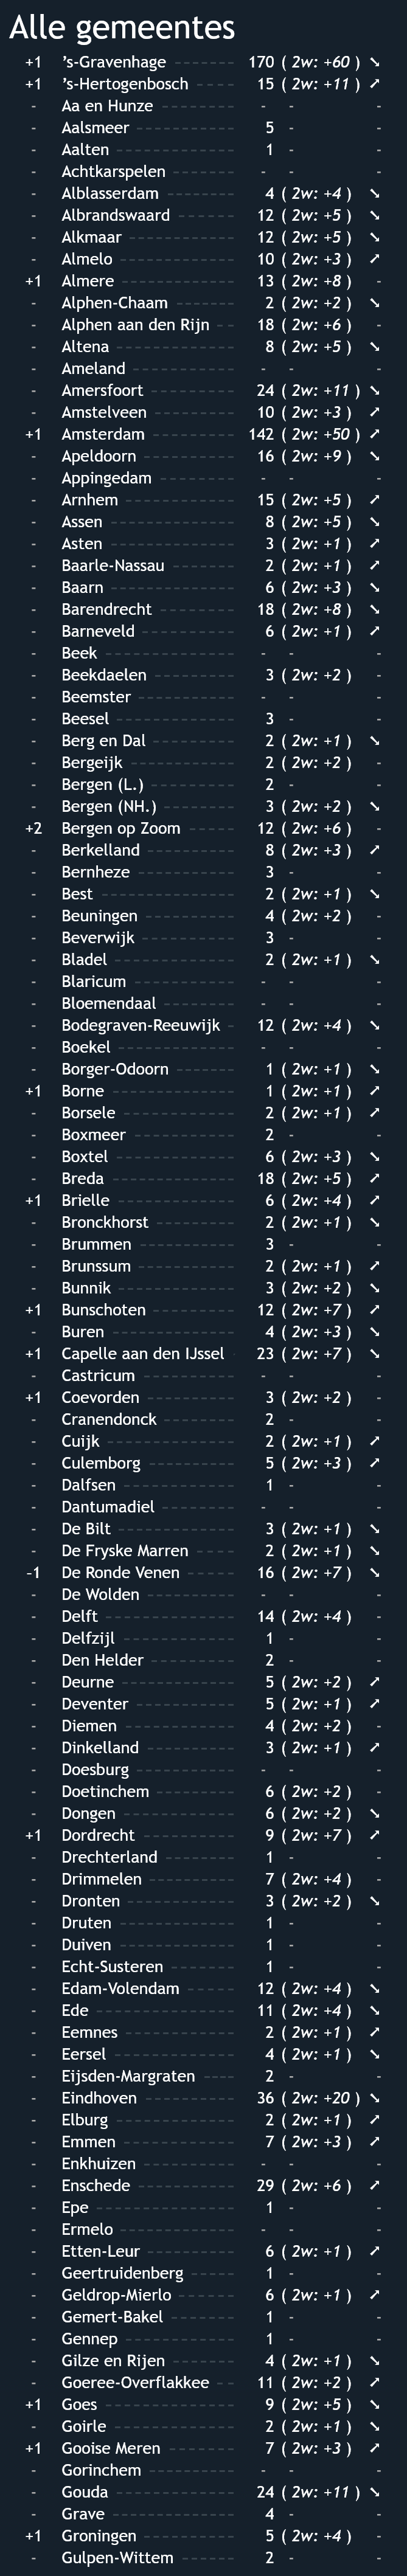 Alle gemeentes
+1 's-Gravenhage 170 ( 2w: +60 ) ↘
+1 's-Hertogenbosch 15 ( 2w: +11 ) ↗
- Aa en Hunze - - -
- Aalsmeer 5 - -
- Aalten 1 - -
- Achtkarspelen - - -
- Alblasserdam 4 ( 2w: +4 ) ↘
- Albrandswaard 12 ( 2w: +5 ) ↘
- Alkmaar 12 ( 2w: +5 ) ↘
- Almelo 10 ( 2w: +3 ) ↗
+1 Almere 13 ( 2w: +8 ) -
- Alphen-Chaam 2 ( 2w: +2 ) ↘
- Alphen aan den Rijn 18 ( 2w: +6 ) -
- Altena 8 ( 2w: +5 ) ↘
- Ameland - - -
- Amersfoort 24 ( 2w: +11 ) ↘
- Amstelveen 10 ( 2w: +3 ) ↗
+1 Amsterdam 142 ( 2w: +50 ) ↗
- Apeldoorn 16 ( 2w: +9 ) ↘
- Appingedam - - -
- Arnhem 15 ( 2w: +5 ) ↗
- Assen 8 ( 2w: +5 ) ↘
- Asten 3 ( 2w: +1 ) ↗
- Baarle-Nassau 2 ( 2w: +1 ) ↗
- Baarn 6 ( 2w: +3 ) ↘
- Barendrecht 18 ( 2w: +8 ) ↘
- Barneveld 6 ( 2w: +1 ) ↗
- Beek - - -
- Beekdaelen 3 ( 2w: +2 ) -
- Beemster - - -
- Beesel 3 - -
- Berg en Dal 2 ( 2w: +1 ) ↘
- Bergeijk 2 ( 2w: +2 ) -
- Bergen (L.) 2 - -
- Bergen (NH.) 3 ( 2w: +2 ) ↘
+2 Bergen op Zoom 12 ( 2w: +6 ) -
- Berkelland 8 ( 2w: +3 ) ↗
- Bernheze 3 - -
- Best 2 ( 2w: +1 ) ↘
- Beuningen 4 ( 2w: +2 ) -
- Beverwijk 3 - -
- Bladel 2 ( 2w: +1 ) ↘
- Blaricum - - -
- Bloemendaal - - -
- Bodegraven-Reeuwijk 12 ( 2w: +4 ) ↘
- Boekel - - -
- Borger-Odoorn 1 ( 2w: +1 ) ↘
+1 Borne 1 ( 2w: +1 ) ↗
- Borsele 2 ( 2w: +1 ) ↗
- Boxmeer 2 - -
- Boxtel 6 ( 2w: +3 ) ↘
- Breda 18 ( 2w: +5 ) ↗
+1 Brielle 6 ( 2w: +4 ) ↗
- Bronckhorst 2 ( 2w: +1 ) ↘
- Brummen 3 - -
- Brunssum 2 ( 2w: +1 ) ↗
- Bunnik 3 ( 2w: +2 ) ↘
+1 Bunschoten 12 ( 2w: +7 ) ↗
- Buren 4 ( 2w: +3 ) ↘
+1 Capelle aan den IJssel 23 ( 2w: +7 ) ↘
- Castricum - - -
+1 Coevorden 3 ( 2w: +2 ) -
- Cranendonck 2 - -
- Cuijk 2 ( 2w: +1 ) ↗
- Culemborg 5 ( 2w: +3 ) ↗
- Dalfsen 1 - -
- Dantumadiel - - -
- De Bilt 3 ( 2w: +1 ) ↘
- De Fryske Marren 2 ( 2w: +1 ) ↘
-1 De Ronde Venen 16 ( 2w: +7 ) ↘
- De Wolden - - -
- Delft 14 ( 2w: +4 ) -
- Delfzijl 1 - -
- Den Helder 2 - -
- Deurne 5 ( 2w: +2 ) ↗
- Deventer 5 ( 2w: +1 ) ↗
- Diemen 4 ( 2w: +2 ) -
- Dinkelland 3 ( 2w: +1 ) ↗
- Doesburg - - -
- Doetinchem 6 ( 2w: +2 ) -
- Dongen 6 ( 2w: +2 ) ↘
+1 Dordrecht 9 ( 2w: +7 ) ↗
- Drechterland 1 - -
- Drimmelen 7 ( 2w: +4 ) -
- Dronten 3 ( 2w: +2 ) ↘
- Druten 1 - -
- Duiven 1 - -
- Echt-Susteren 1 - -
- Edam-Volendam 12 ( 2w: +4 ) ↘
- Ede 11 ( 2w: +4 ) ↘
- Eemnes 2 ( 2w: +1 ) ↗
- Eersel 4 ( 2w: +1 ) ↘
- Eijsden-Margraten 2 - -
- Eindhoven 36 ( 2w: +20 ) ↘
- Elburg 2 ( 2w: +1 ) ↗
- Emmen 7 ( 2w: +3 ) ↗
- Enkhuizen - - -
- Enschede 29 ( 2w: +6 ) ↗
- Epe 1 - -
- Ermelo - - -
- Etten-Leur 6 ( 2w: +1 ) ↗
- Geertruidenberg 1 - -
- Geldrop-Mierlo 6 ( 2w: +1 ) ↗
- Gemert-Bakel 1 - -
- Gennep 1 - -
- Gilze en Rijen 4 ( 2w: +1 ) ↘
- Goeree-Overflakkee 11 ( 2w: +2 ) ↗
+1 Goes 9 ( 2w: +5 ) ↘
- Goirle 2 ( 2w: +1 ) ↘
+1 Gooise Meren 7 ( 2w: +3 ) ↗
- Gorinchem - - -
- Gouda 24 ( 2w: +11 ) ↘
- Grave 4 - -
+1 Groningen 5 ( 2w: +4 ) -
- Gulpen-Wittem 2 - -